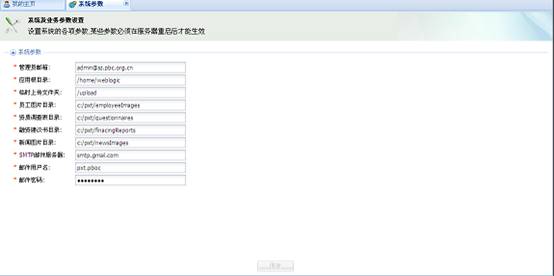 我的主页 系统参数
系统及业务参数设置
设置系统的各项参数,某些参数必须在服务器重启后才能生效
系统参数
* 管理员邮箱: admin@sz.pbc.org.cn
* 应用根目录: /home/weblogic
* 临时上传文件夹: /upload
* 员工图片目录: c:/pxt/employeeImages
* 资质调查表目录: c:/pxt/questionnaires
* 融资建议书目录: c:/pxt/finacingReports
* 新闻图片目录: c:/pxt/newsImages
* SMTP邮件服务器: smtp.gmail.com
* 邮件用户名: pxt.pboc
* 邮件密码: ●●●●●●●●